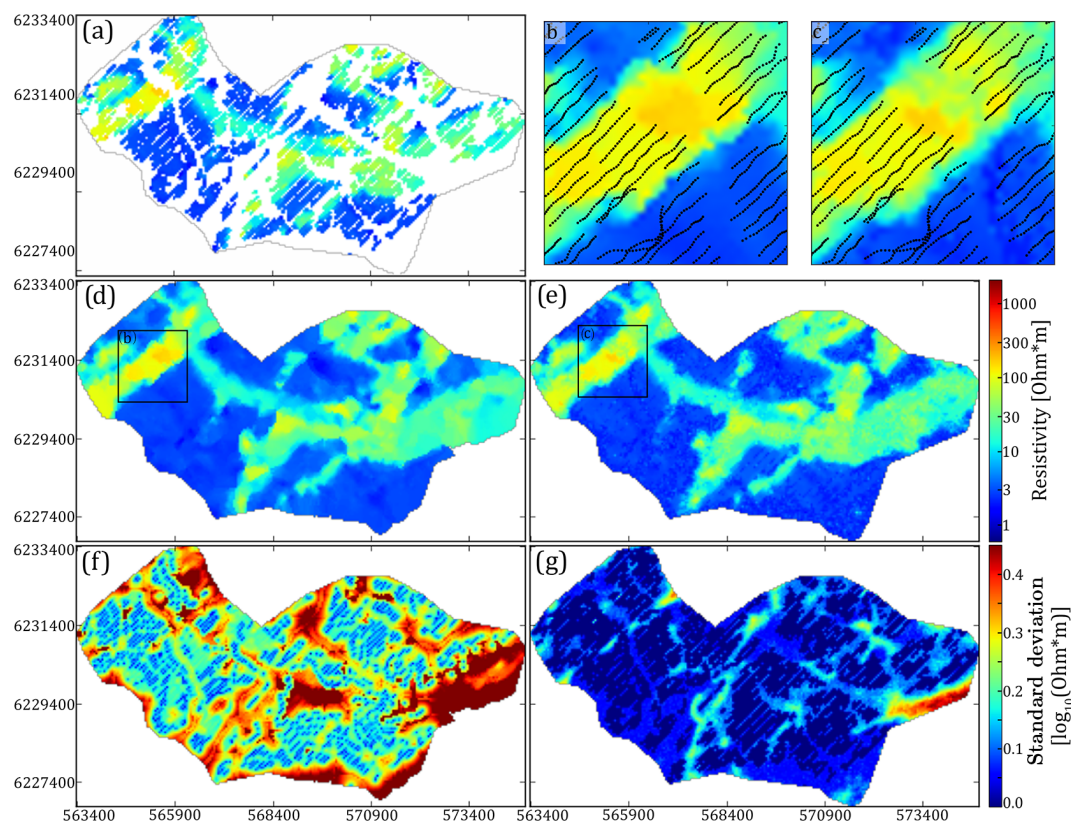 6233400
(a)
b
c
6231400
6229400
6227400
6233400
(d)
(e)
(b)
(c)
1000
300
100
30
10
3
1
Resistivity [Ohm*m]
6231400
6229400
6227400
6233400
(f)
(g)
0.4
0.3
0.2
0.1
0.0
Standard deviation
[log10(Ohm*m)]
6231400
6229400
6227400
563400
565900
568400
570900
573400
563400
565900
568400
570900
573400